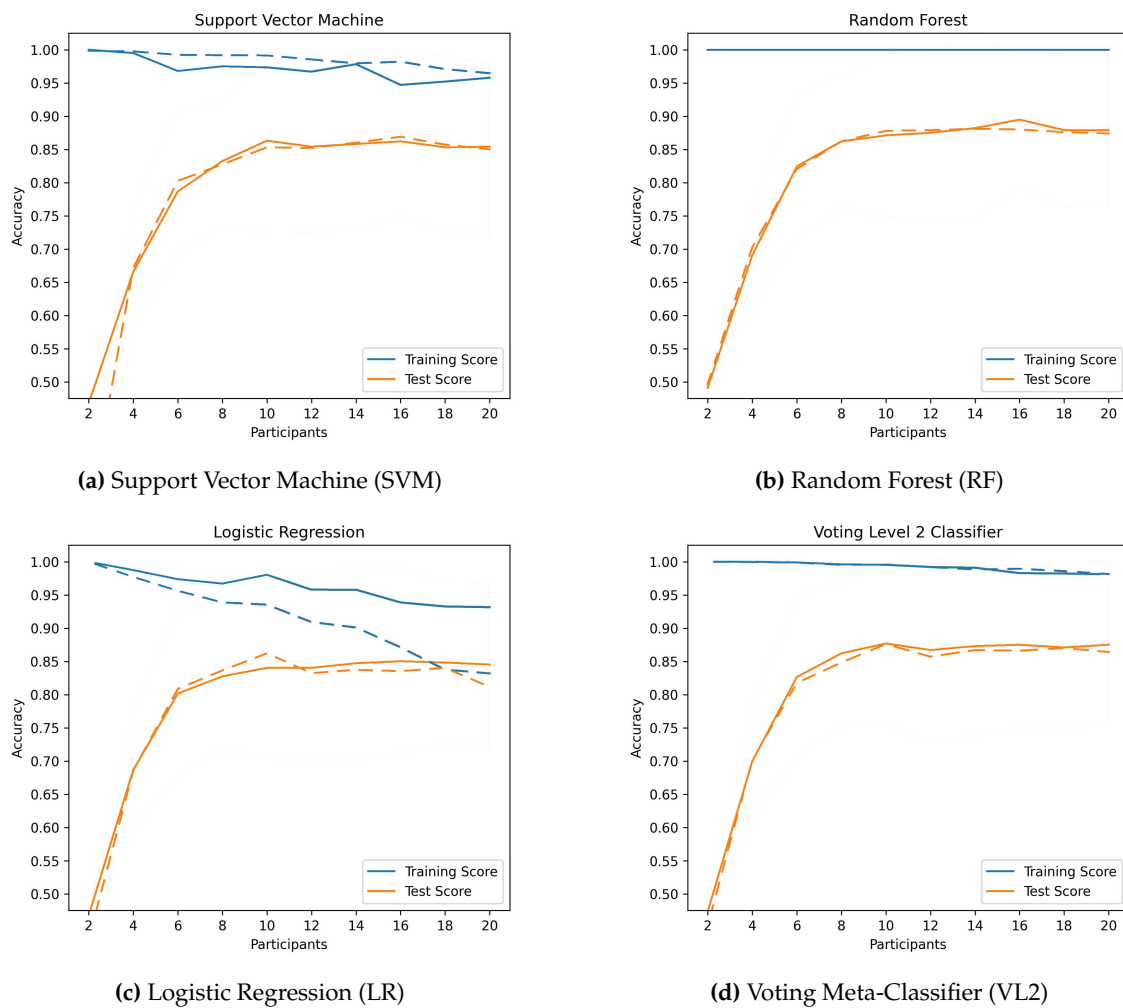 Support Vector Machine
1.00
0.95
0.90
0.85
0.80
0.75
0.70
0.65
0.60
0.55
0.50
Accuracy
Training Score
Test Score
2 4 6 8 10 12 14 16 18 20
Participants
(a) Support Vector Machine (SVM)
Random Forest
1.00
0.95
0.90
0.85
0.80
0.75
0.70
0.65
0.60
0.55
0.50
Accuracy
Training Score
Test Score
2 4 6 8 10 12 14 16 18 20
Participants
(b) Random Forest (RF)
Logistic Regression
1.00
0.95
0.90
0.85
0.80
0.75
0.70
0.65
0.60
0.55
0.50
Accuracy
Training Score
Test Score
2 4 6 8 10 12 14 16 18 20
Participants
(c) Logistic Regression (LR)
Voting Level 2 Classifier
1.00
0.95
0.90
0.85
0.80
0.75
0.70
0.65
0.60
0.55
0.50
Accuracy
Training Score
Test Score
2 4 6 8 10 12 14 16 18 20
Participants
(d) Voting Meta-Classifier (VL2)